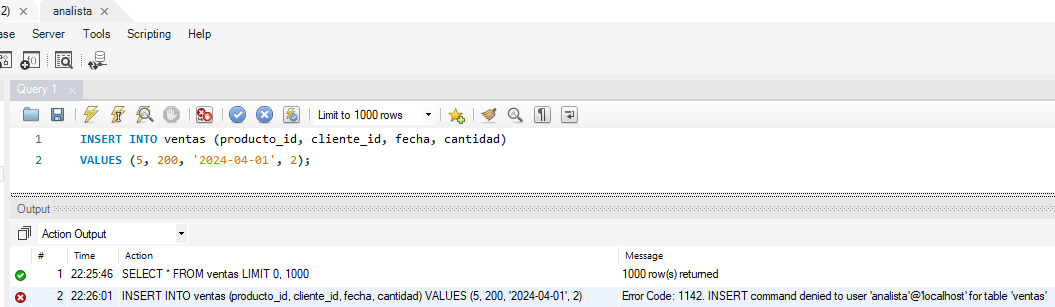 2)
analista
ase Server Tools Scripting Help
Query 1
Limit to 1000 rows
1 INSERT INTO ventas (producto_id, cliente_id, fecha, cantidad)
2 VALUES (5, 200, '2024-04-01', 2);
Output
Action Output
# Time Action Message
1 22:25:46 SELECT * FROM ventas LIMIT 0, 1000 1000 row(s) returned
2 22:26:01 INSERT INTO ventas (producto_id, cliente_id, fecha, cantidad) VALUES (5, 200, '2024-04-01', 2) Error Code: 1142. INSERT command denied to user 'analista'@'localhost' for table 'ventas'